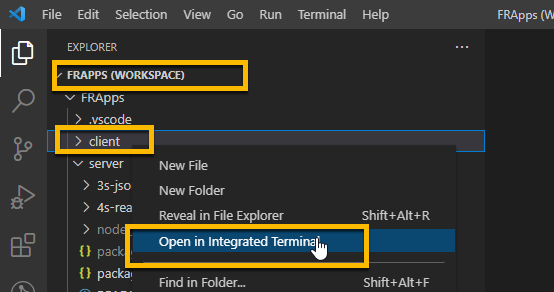 File Edit Selection View Go Run Terminal Help FRApps (W
EXPLORER
FRAPPS (WORKSPACE)
FRApps
.vscode
client
server
New File
3s-jso
New Folder
4s-rea
Reveal in File Explorer Shift+Alt+R
node
Open in Integrated Terminal
packa
packa
Find in Folder... Shift+Alt+F